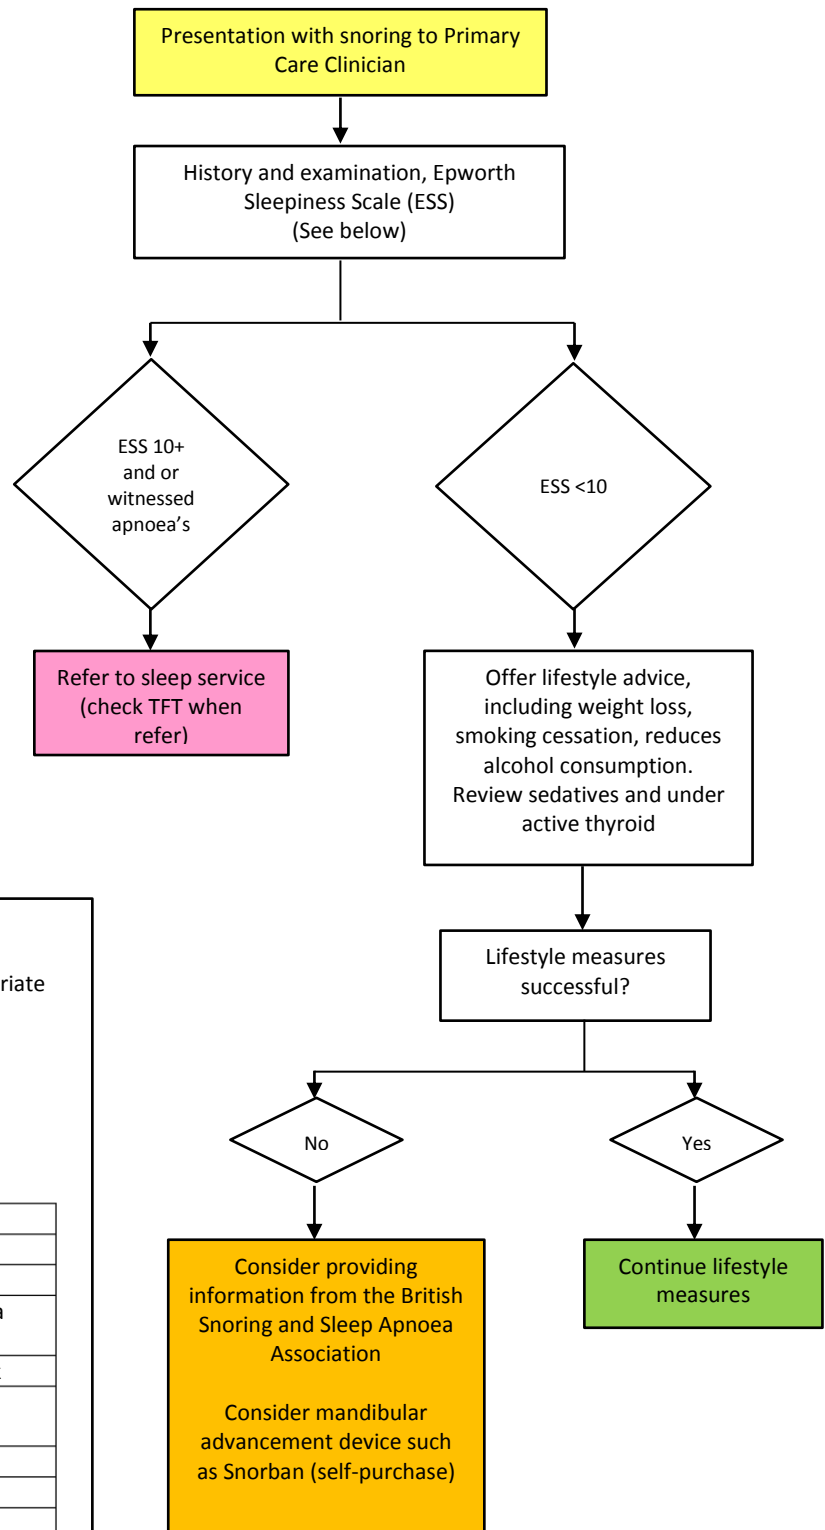 Presentation with snoring to Primary
Care Clinician
History and examination, Epworth
Sleepiness Scale (ESS)
(See below)
ESS 10+
and or
witnessed
apnoea's
ESS <10
Refer to sleep service
(check TFT when
refer)
Offer lifestyle advice,
including weight loss,
smoking cessation, reduces
alcohol consumption.
Review sedatives and under
active thyroid
Lifestyle measures
successful?
No
Yes
Consider providing
information from the British
Snoring and Sleep Apnoea
Association
Consider mandibular
advancement device such
as Snorban (self-purchase)
Continue lifestyle
measures
riate